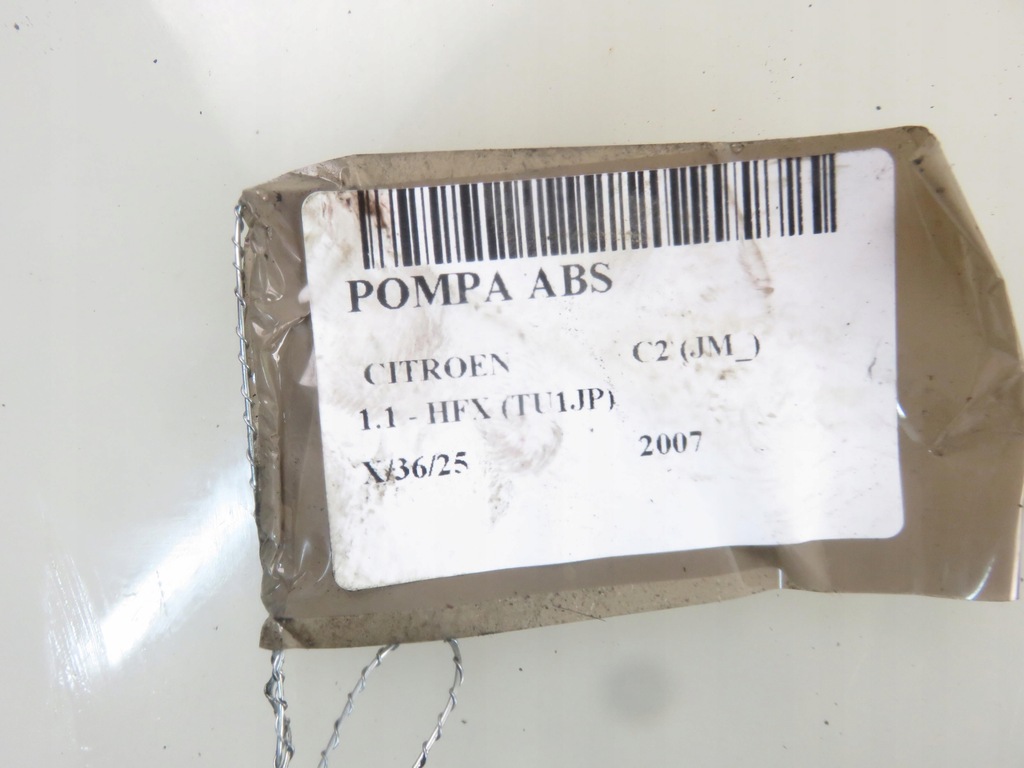 POMPA ABS
CITROEN C2 (JM_)
1.1 - HFX (TU1JP)
X/36/25 2007